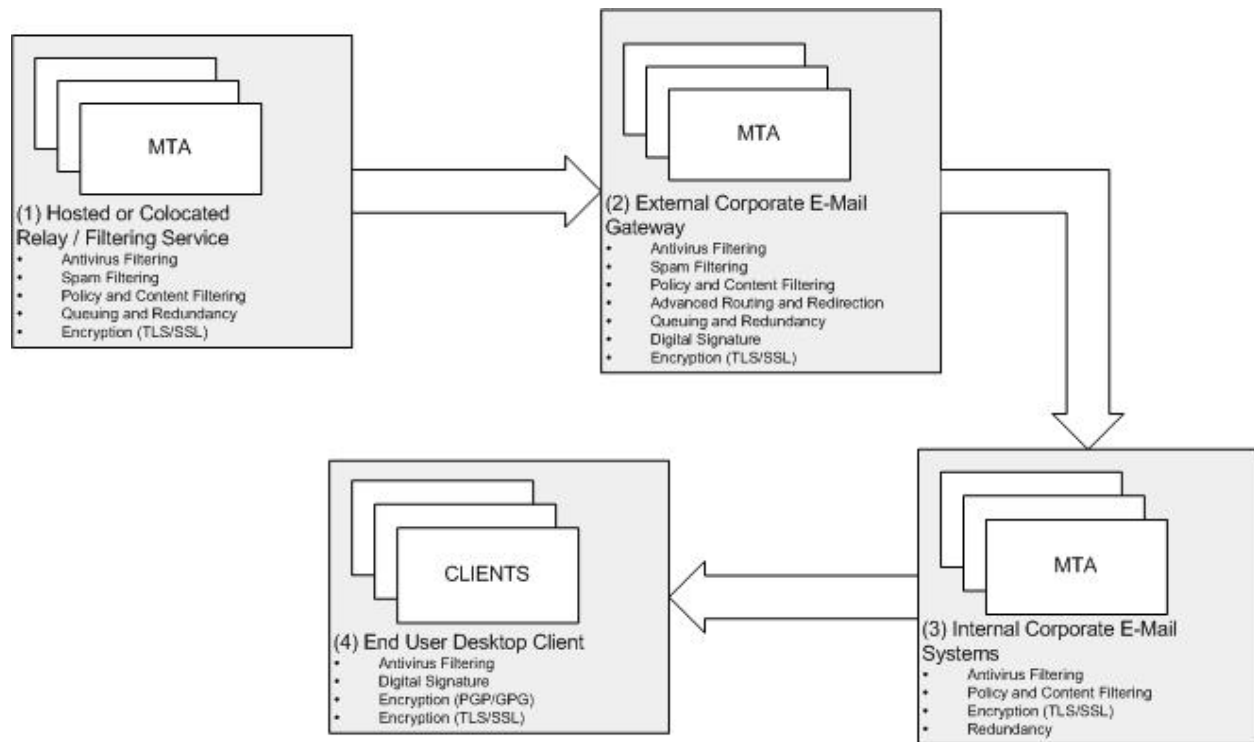 MTA
(1) Hosted or Colocated
Relay / Filtering Service
• Antivirus Filtering
• Spam Filtering
• Policy and Content Filtering
• Queuing and Redundancy
• Encryption (TLS/SSL)
MTA
(2) External Corporate E-Mail
Gateway
• Antivirus Filtering
• Spam Filtering
• Policy and Content Filtering
• Advanced Routing and Redirection
• Queuing and Redundancy
• Digital Signature
• Encryption (TLS/SSL)
MTA
(3) Internal Corporate E-Mail
Systems
• Antivirus Filtering
• Policy and Content Filtering
• Encryption (TLS/SSL)
• Redundancy
CLIENTS
(4) End User Desktop Client
• Antivirus Filtering
• Digital Signature
• Encryption (PGP/GPG)
• Encryption (TLS/SSL)